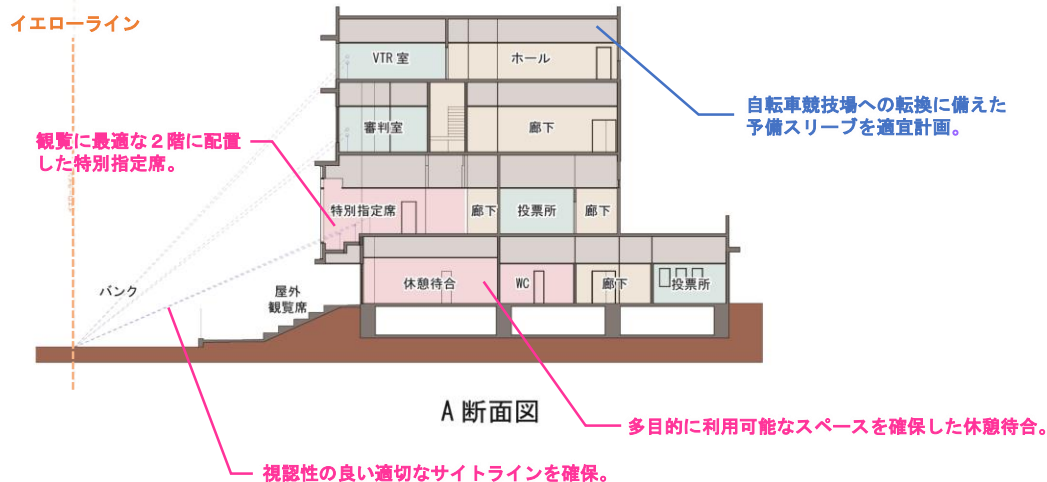 イエローライン
VTR室
ホール
自転車競技場への転換に備えた
予備スリーブを適宜計画。
審判室
廊下
観覧に最適な２階に配置
した特別指定席。
特別指定席
廊下
投票所
廊下
バンク
屋外
観覧席
休憩待合
WC
廊下
投票所
A断面図
多目的に利用可能なスペースを確保した休憩待合。
視認性の良い適切なサイトラインを確保。